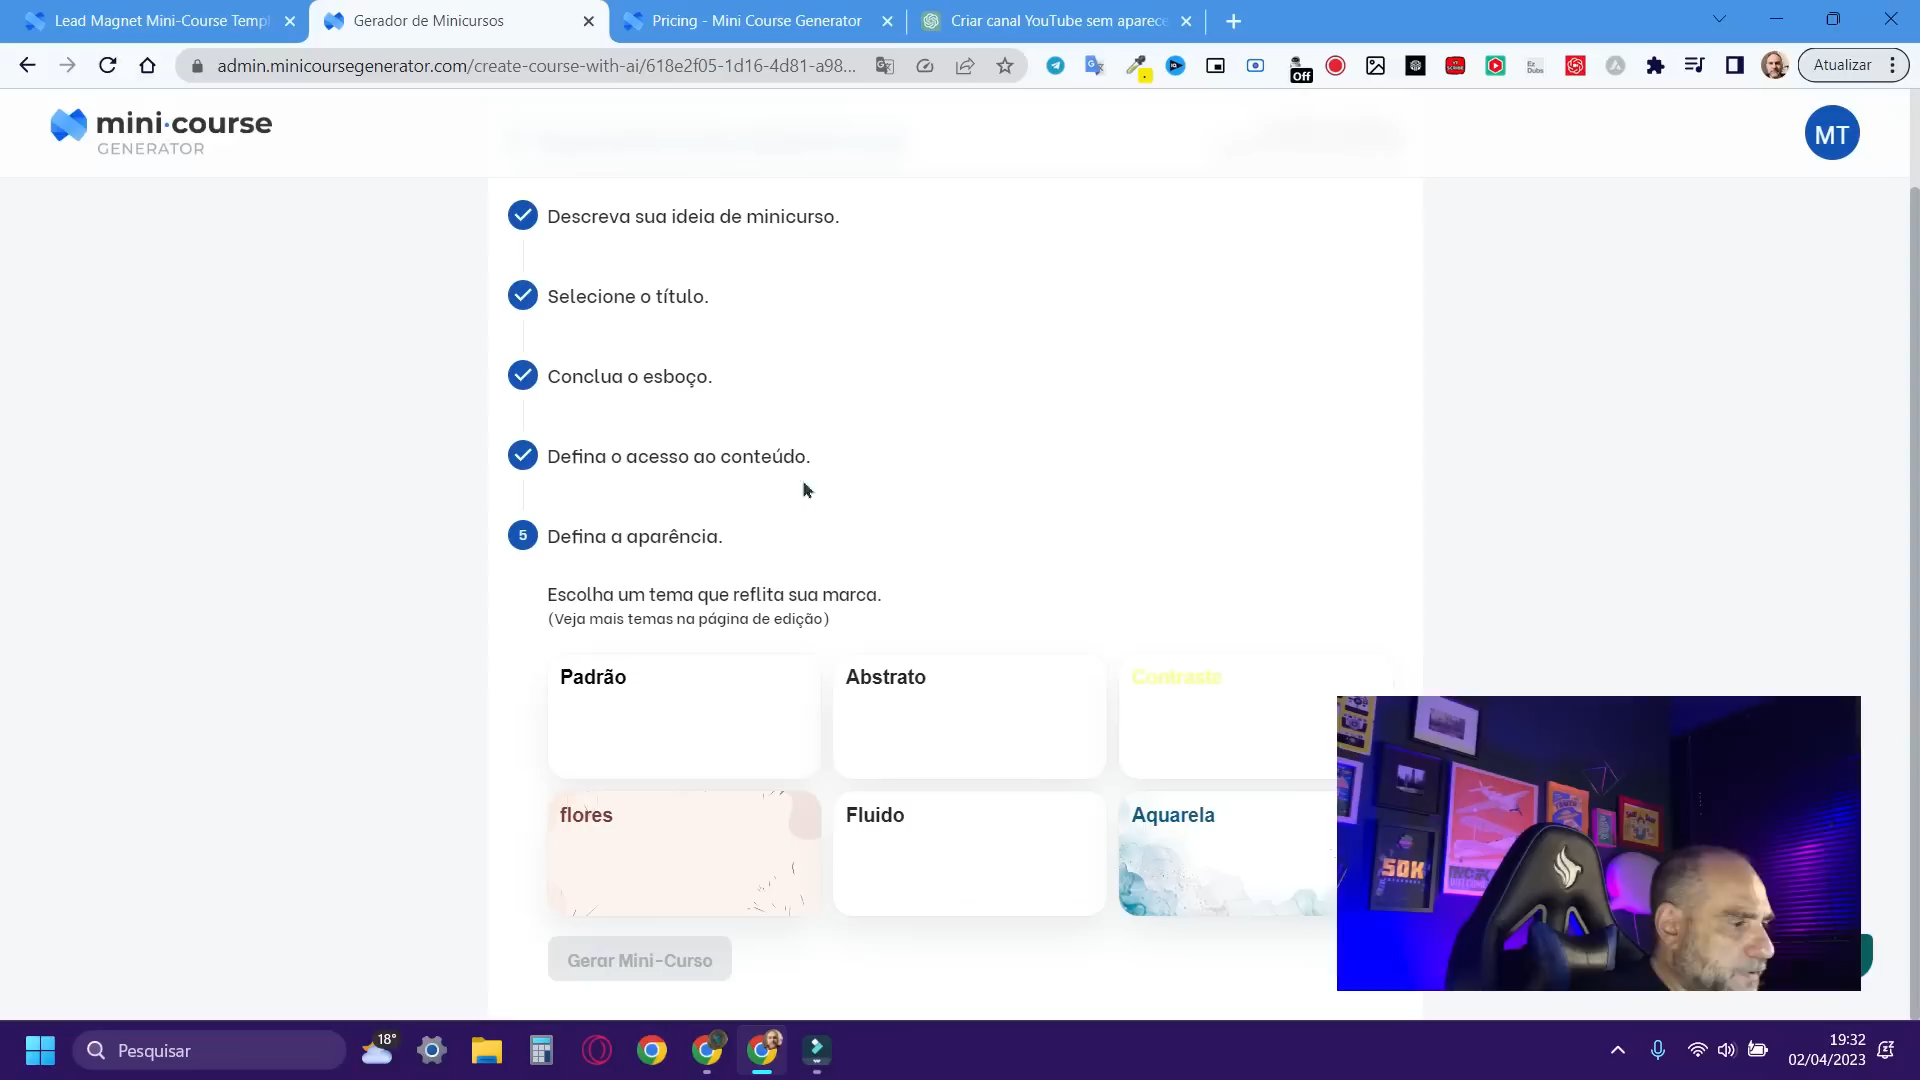 Lead Magnet Mini-Course Templ
Gerador de Minicursos
Pricing - Mini Course Generator
Criar canal YouTube sem aparece
admin.minicoursegenerator.com/create-course-with-ai/618e2f05-1d16-4d81-a98...
Off
Atualizar
mini·course
GENERATOR
MT
Descreva sua ideia de minicurso.
Selecione o título.
Conclua o esboço.
Defina o acesso ao conteúdo.
5
Defina a aparência.
Escolha um tema que reflita sua marca.
(Veja mais temas na página de edição)
Padrão
Abstrato
Contraste
flores
Fluido
Aquarela
Gerar Mini-Curso
50K
Pesquisar
18°
19:32
02/04/2023